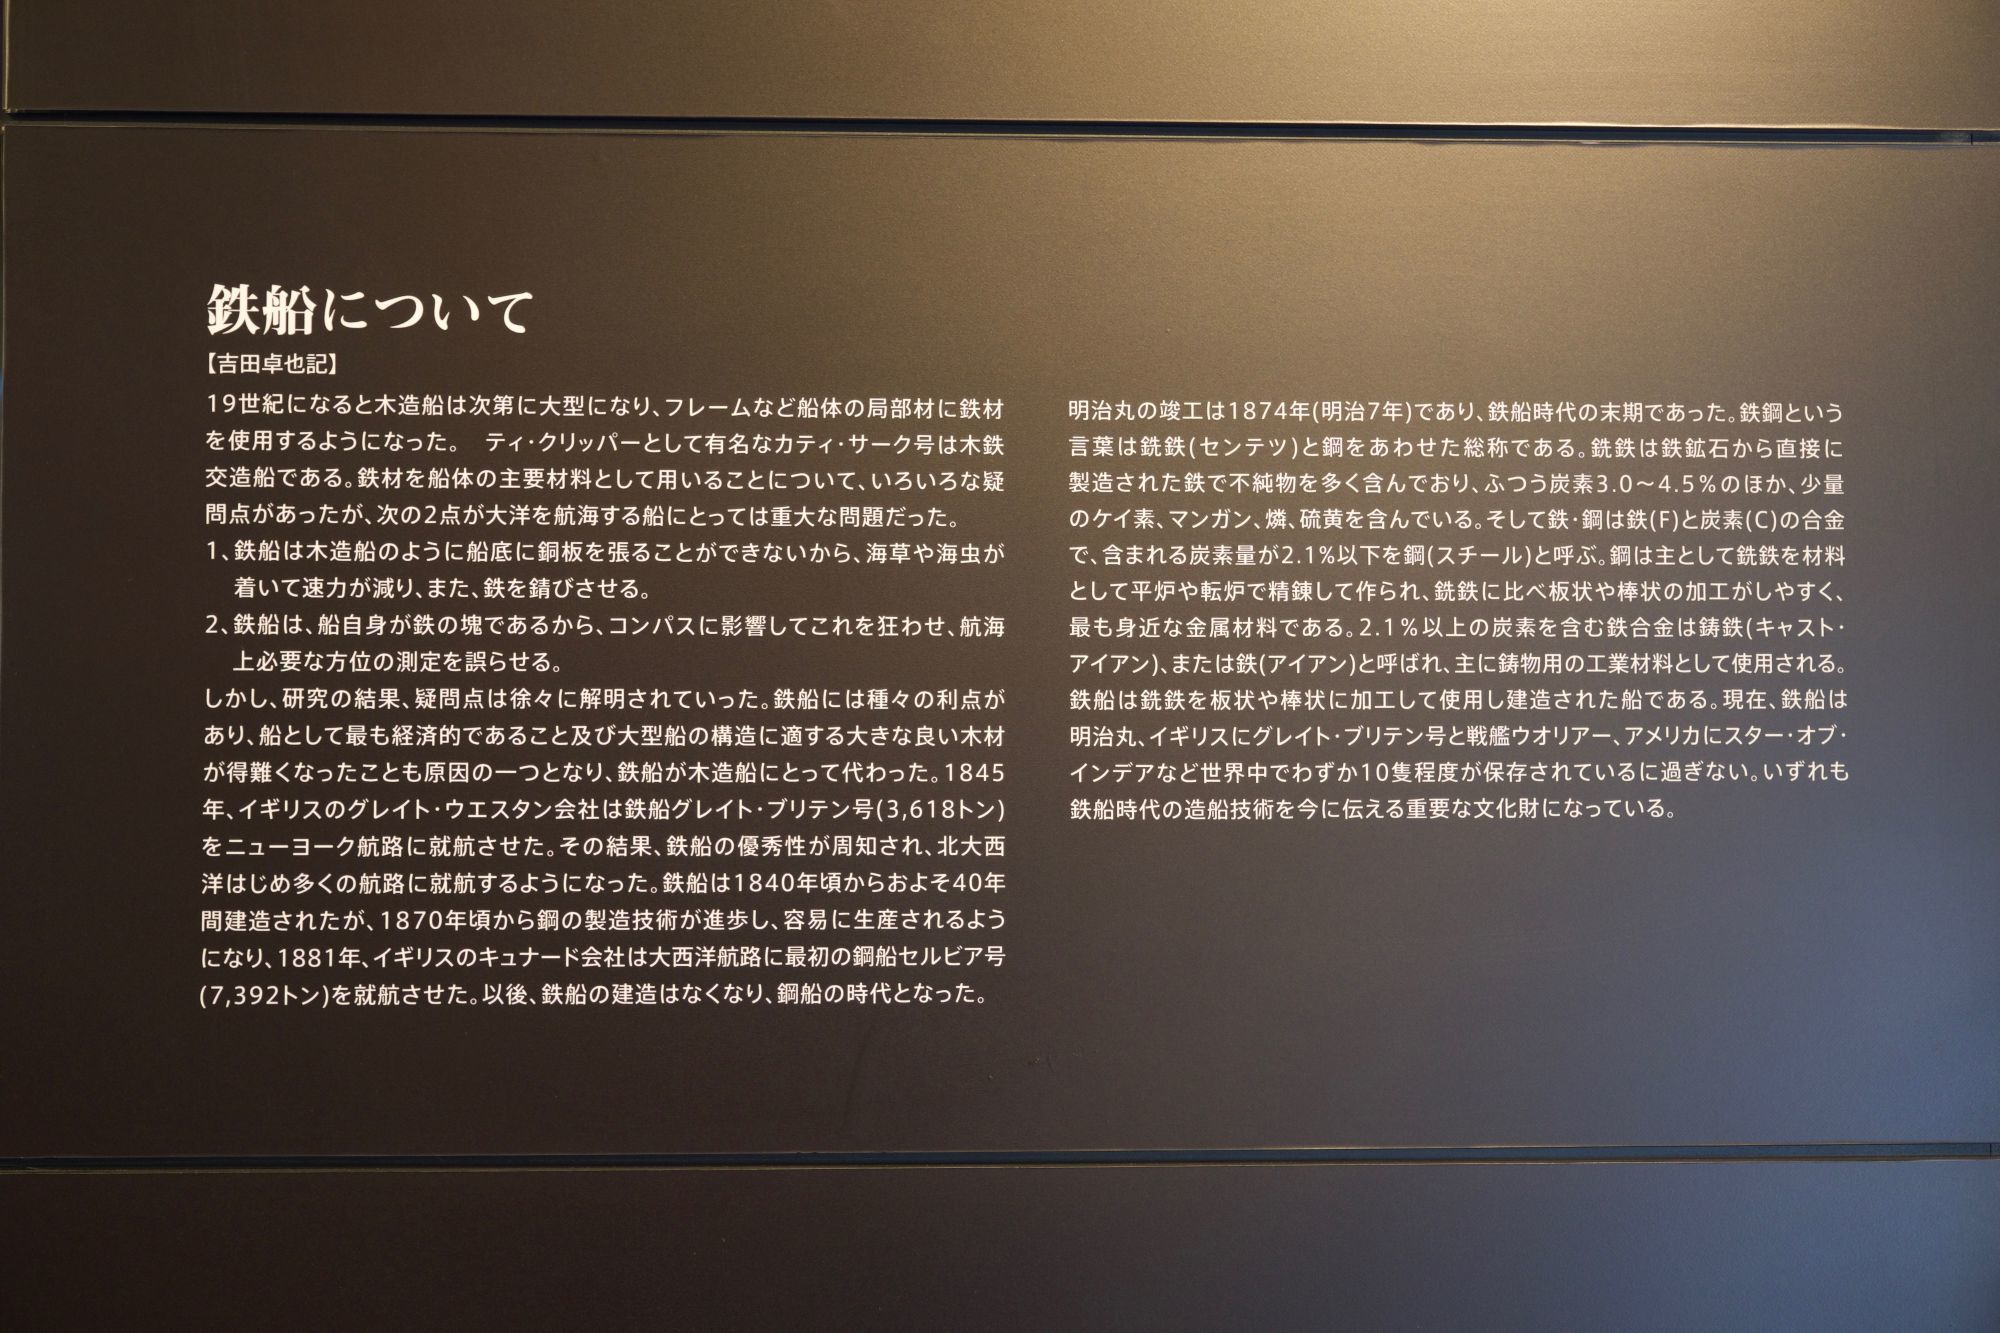 鉄船について
【吉田卓也記】
19世紀になると木造船は次第に大型になり、フレームなど船体の局部材に鉄材
を使用するようになった。　ティ・クリッパーとして有名なカティ・サーク号は木鉄
交造船である。鉄材を船体の主要材料として用いることについて、いろいろな疑
問点があったが、次の2点が大洋を航海する船にとっては重大な問題だった。
1、鉄船は木造船のように船底に銅板を張ることができないから、海草や海虫が
着いて速力が減り、また、鉄を錆びさせる。
2、鉄船は、船自身が鉄の塊であるから、コンパスに影響してこれを狂わせ、航海
上必要な方位の測定を誤らせる。
しかし、研究の結果、疑問点は徐々に解明されていった。鉄船には種々の利点が
あり、船として最も経済的であること及び大型船の構造に適する大きな良い木材
が得難くなったことも原因の一つとなり、鉄船が木造船にとって代わった。1845
年、イギリスのグレイト・ウエスタン会社は鉄船グレイト・ブリテン号(3,618トン)
をニューヨーク航路に就航させた。その結果、鉄船の優秀性が周知され、北大西
洋はじめ多くの航路に就航するようになった。鉄船は1840年頃からおよそ40年
間建造されたが、1870年頃から鋼の製造技術が進歩し、容易に生産されるよう
になり、1881年、イギリスのキュナード会社は大西洋航路に最初の鋼船セルビア号
(7,392トン)を就航させた。以後、鉄船の建造はなくなり、鋼船の時代となった。
明治丸の竣工は1874年(明治7年)であり、鉄船時代の末期であった。鉄鋼という
言葉は銑鉄(センテツ)と鋼をあわせた総称である。銑鉄は鉄鉱石から直接に
製造された鉄で不純物を多く含んでおり、ふつう炭素3.0～4.5％のほか、少量
のケイ素、マンガン、燐、硫黄を含んでいる。そして鉄・鋼は鉄(F)と炭素(C)の合金
で、含まれる炭素量が2.1%以下を鋼(スチール)と呼ぶ。鋼は主として銑鉄を材料
として平炉や転炉で精錬して作られ、銑鉄に比べ板状や棒状の加工がしやすく、
最も身近な金属材料である。2.1％以上の炭素を含む鉄合金は鋳鉄(キャスト・
アイアン)、または鉄(アイアン)と呼ばれ、主に鋳物用の工業材料として使用される。
鉄船は銑鉄を板状や棒状に加工して使用し建造された船である。現在、鉄船は
明治丸、イギリスにグレイト・ブリテン号と戦艦ウオリアー、アメリカにスター・オブ・
インデアなど世界中でわずか10隻程度が保存されているに過ぎない。いずれも
鉄船時代の造船技術を今に伝える重要な文化財になっている。